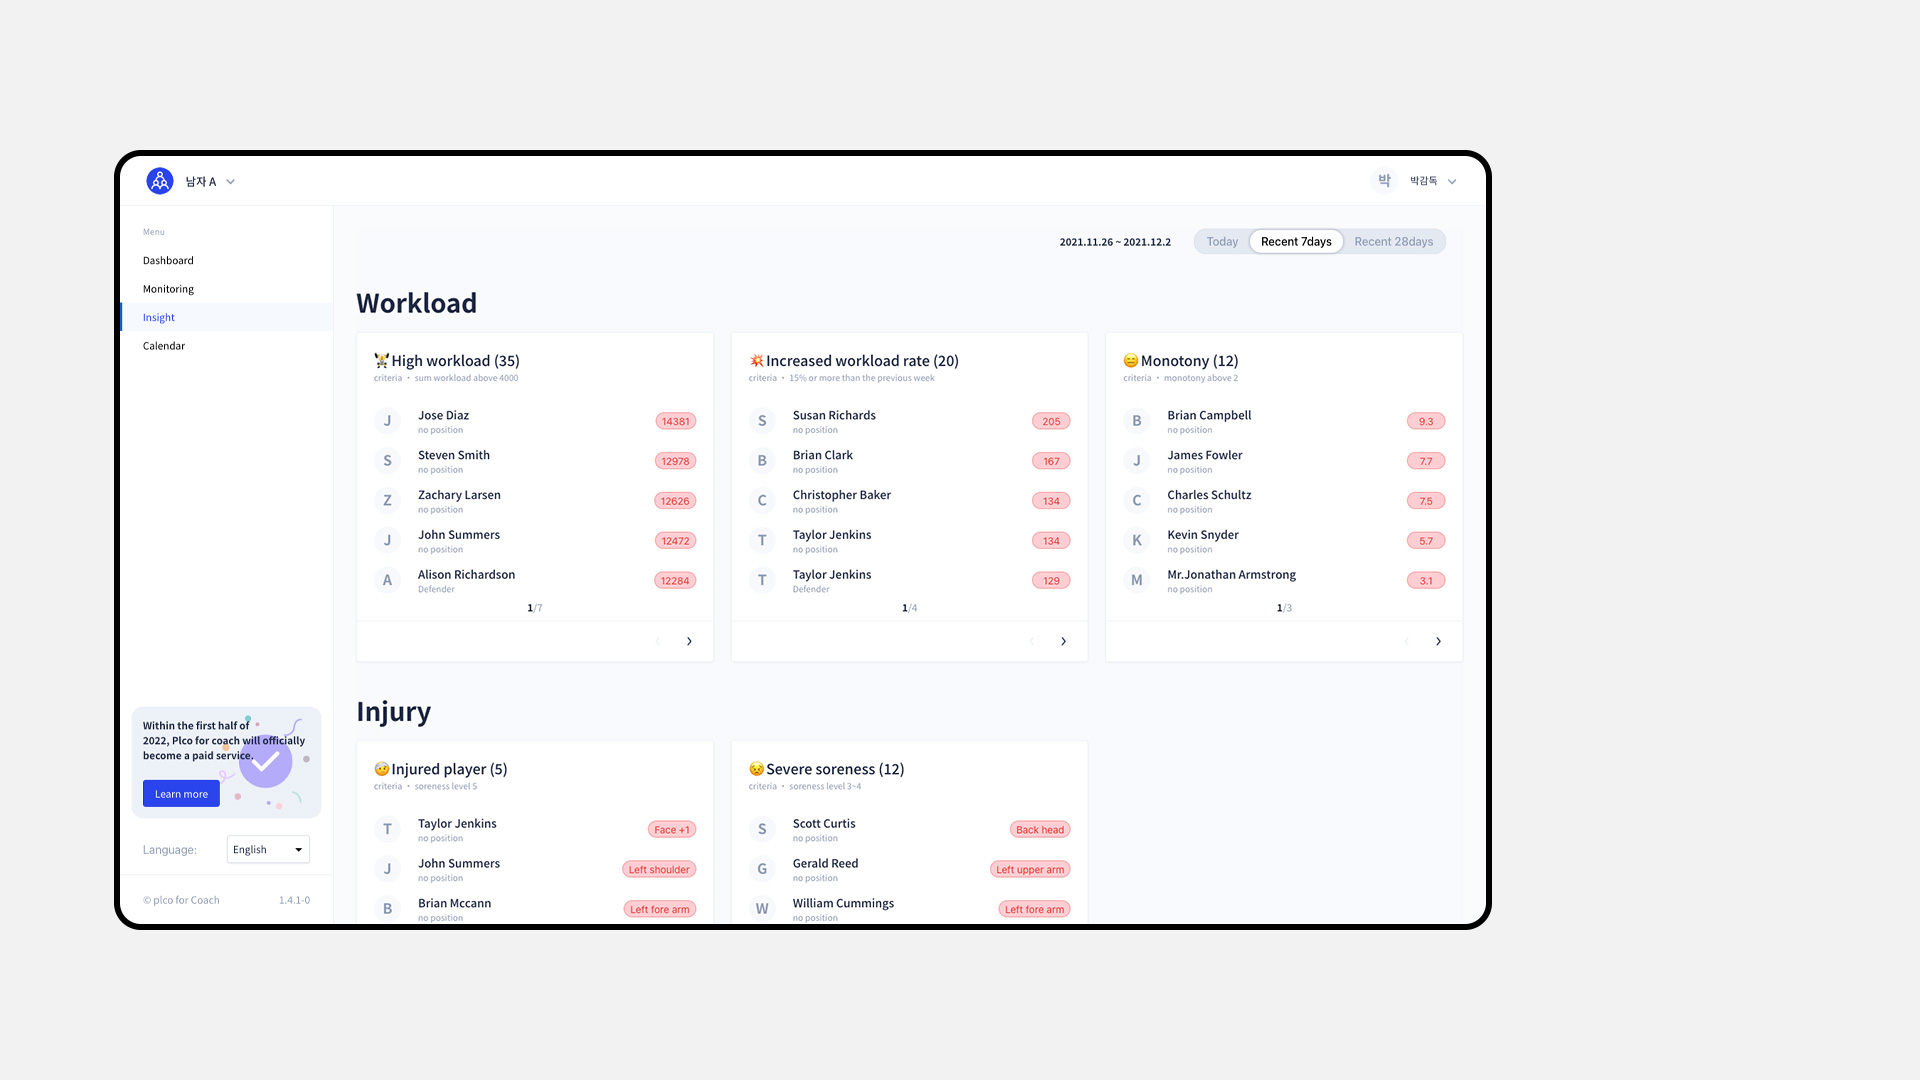 남자 A
박
박감독
Menu
Dashboard
Monitoring
Insight
Calendar
Within the first half of
2022, Plco for coach will officially
become a paid service.
Learn more
Language:
English
© plco for Coach
1.4.1-0
2021.11.26 ~ 2021.12.2
Today
Recent 7days
Recent 28days
Workload
High workload (35)
criteria • sum workload above 4000
J
Jose Diaz
no position
14381
S
Steven Smith
no position
12978
Z
Zachary Larsen
no position
12626
J
John Summers
no position
12472
A
Alison Richardson
Defender
12284
1/7
Increased workload rate (20)
criteria • 15% or more than the previous week
S
Susan Richards
no position
205
B
Brian Clark
no position
167
C
Christopher Baker
no position
134
T
Taylor Jenkins
no position
134
T
Taylor Jenkins
Defender
129
1/4
Monotony (12)
criteria • monotony above 2
B
Brian Campbell
no position
9.3
J
James Fowler
no position
7.7
C
Charles Schultz
no position
7.5
K
Kevin Snyder
no position
5.7
M
Mr.Jonathan Armstrong
no position
3.1
1/3
Injury
Injured player (5)
criteria • soreness level 5
T
Taylor Jenkins
no position
Face +1
J
John Summers
no position
Left shoulder
B
Brian Mccann
no position
Left fore arm
Severe soreness (12)
criteria • soreness level 3~4
S
Scott Curtis
no position
Back head
G
Gerald Reed
no position
Left upper arm
W
William Cummings
no position
Left fore arm